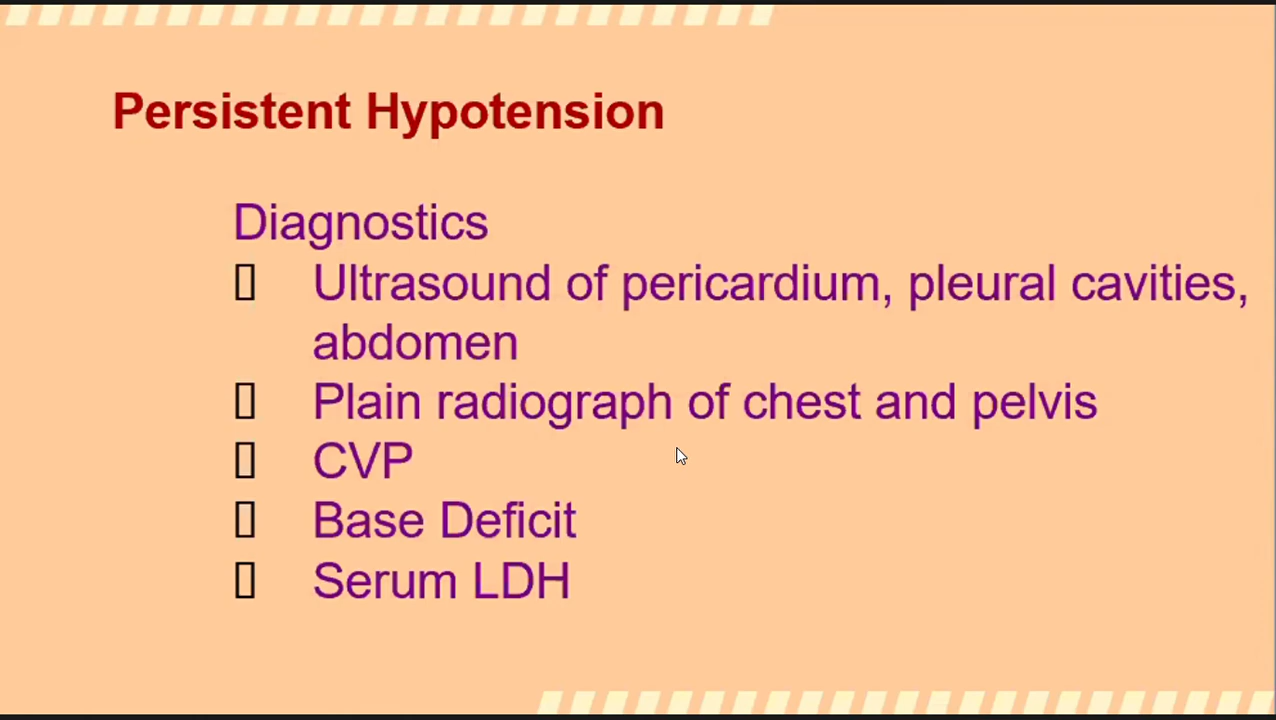 Persistent Hypotension
Diagnostics
Ultrasound of pericardium, pleural cavities,
abdomen
Plain radiograph of chest and pelvis
CVP
Base Deficit
Serum LDH